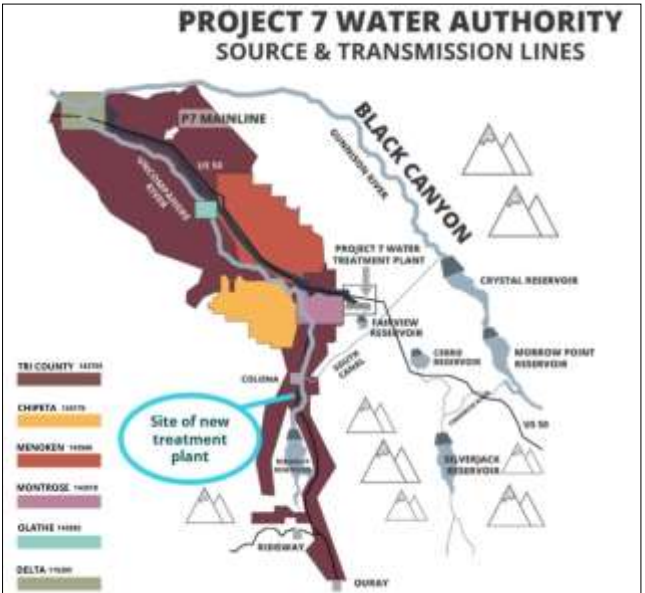 PROJECT 7 WATER AUTHORITY
SOURCE & TRANSMISSION LINES
P7 MAINLINE
US 50
UNCOMPAHGRE
RIVER
BLACK CANYON
GUNNISON RIVER
PROJECT 7 WATER
TREATMENT PLANT
CRYSTAL RESERVOIR
FAIRVIEW
RESERVOIR
CERRO
RESERVOIR
MORROW POINT
RESERVOIR
SOUTH
CANAL
US 50
COLONA
Site of new
treatment
plant
SILVERJACK
RESERVOIR
RIDGWAY
OURAY
TRI COUNTY
CHIPETA
MENOKEN
MONTROSE
OLATHE
DELTA